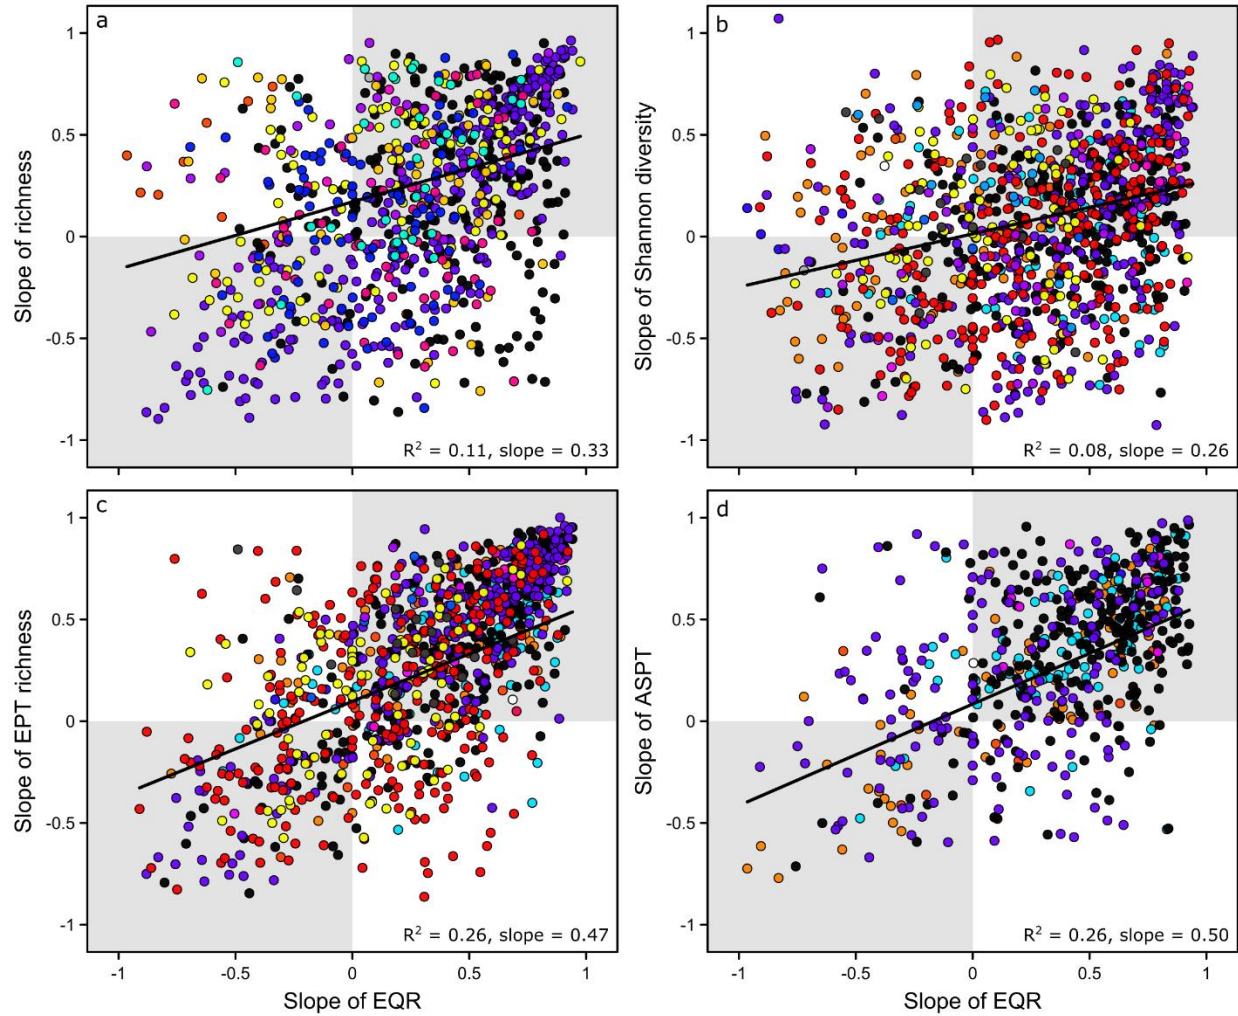 a
1
0.5
0
-0.5
-1
Slope of richness
R² = 0.11, slope = 0.33
b
1
0.5
0
-0.5
-1
Slope of Shannon diversity
R² = 0.08, slope = 0.26
c
1
0.5
0
-0.5
-1
Slope of EPT richness
R² = 0.26, slope = 0.47
-1 -0.5 0 0.5 1
Slope of EQR
d
1
0.5
0
-0.5
-1
Slope of ASPT
R² = 0.26, slope = 0.50
-1 -0.5 0 0.5 1
Slope of EQR